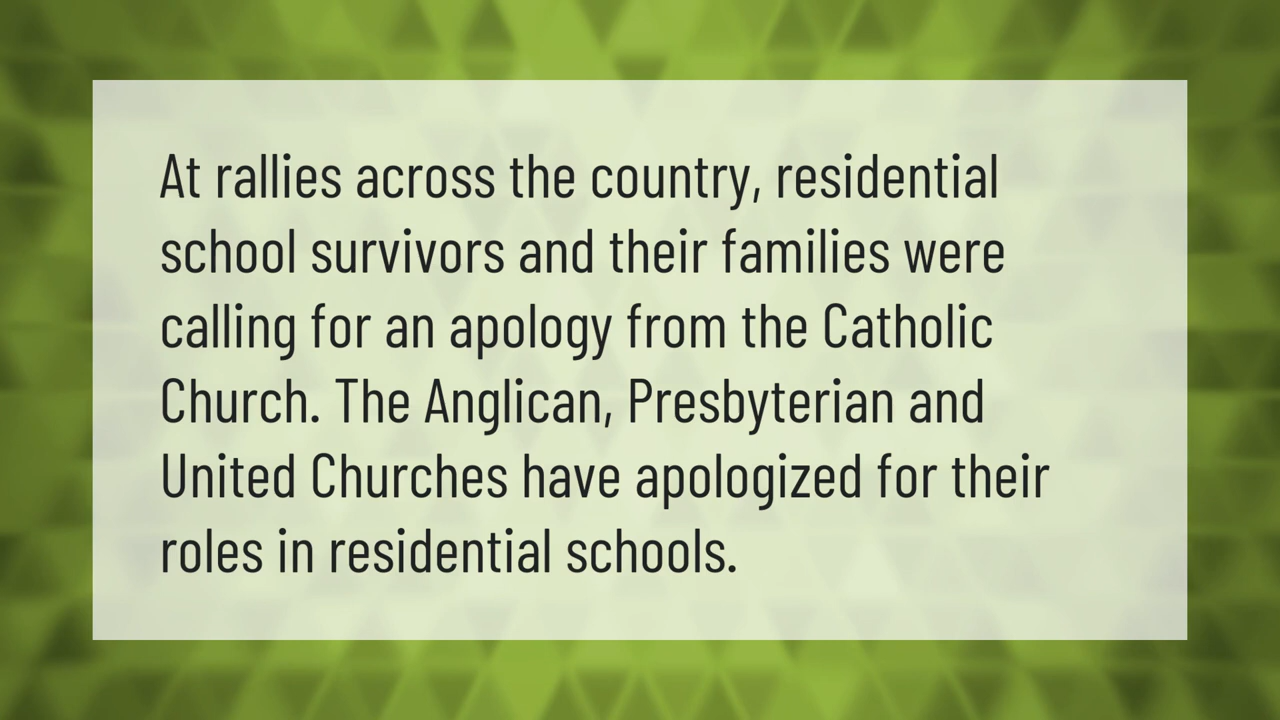 At rallies across the country, residential
school survivors and their families were
calling for an apology from the Catholic
Church. The Anglican, Presbyterian and
United Churches have apologized for their
roles in residential schools.